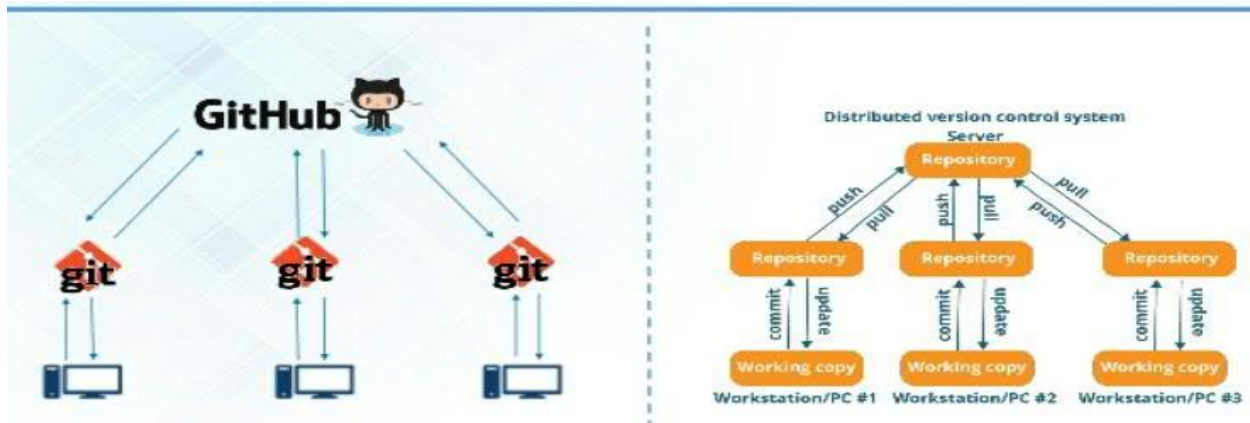 GitHub
git git git
Distributed version control system
Server
Repository
push pull push pull push pull
Repository Repository Repository
commit update commit update commit update
Working copy Working copy Working copy
Workstation/PC #1 Workstation/PC #2 Workstation/PC #3